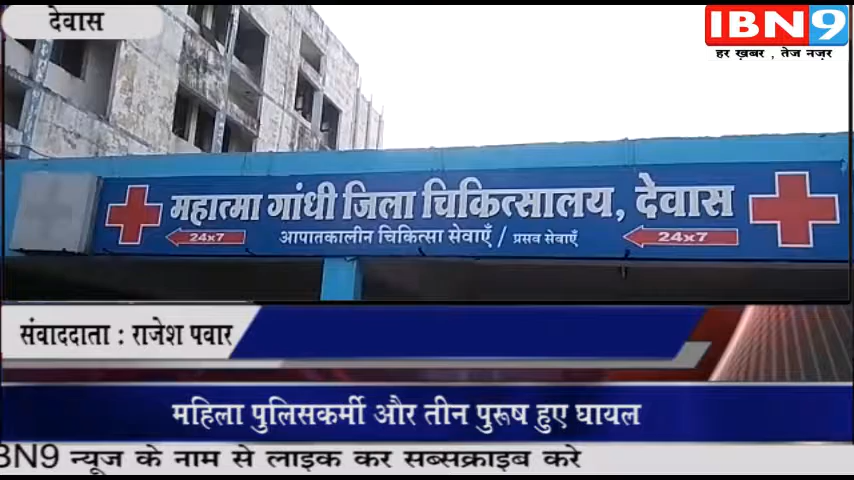 देवास
IBN9
हर ख़बर , तेज नज़र
महात्मा गांधी जिला चिकित्सालय, देवास
24x7
आपातकालीन चिकित्सा सेवाएँ / प्रसव सेवाएँ
24x7
संवाददाता : राजेश पवार
महिला पुलिसकर्मी और तीन पुरूष हुए घायल
BN9 न्यूज के नाम से लाइक कर सब्सक्राइब करे